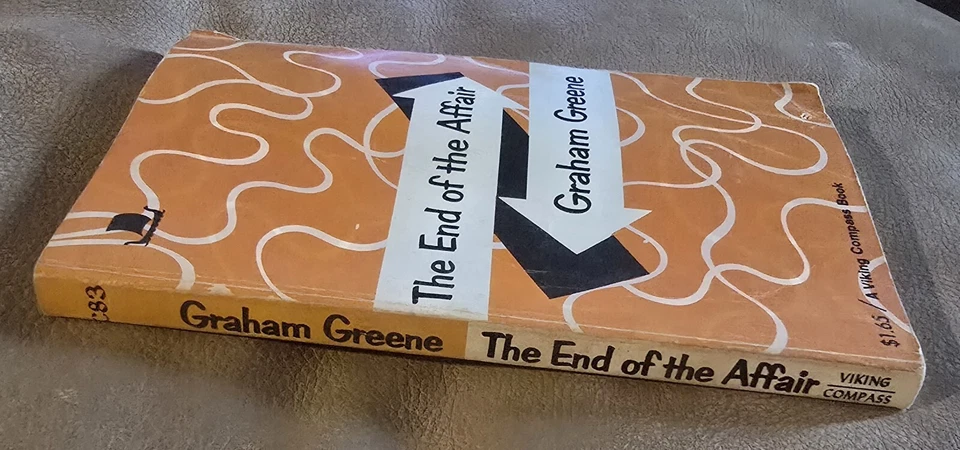 The End of the Affair
Graham Greene
$1.65 / A Viking Compass Book
C83
Graham Greene
The End of the Affair
VIKING
COMPASS